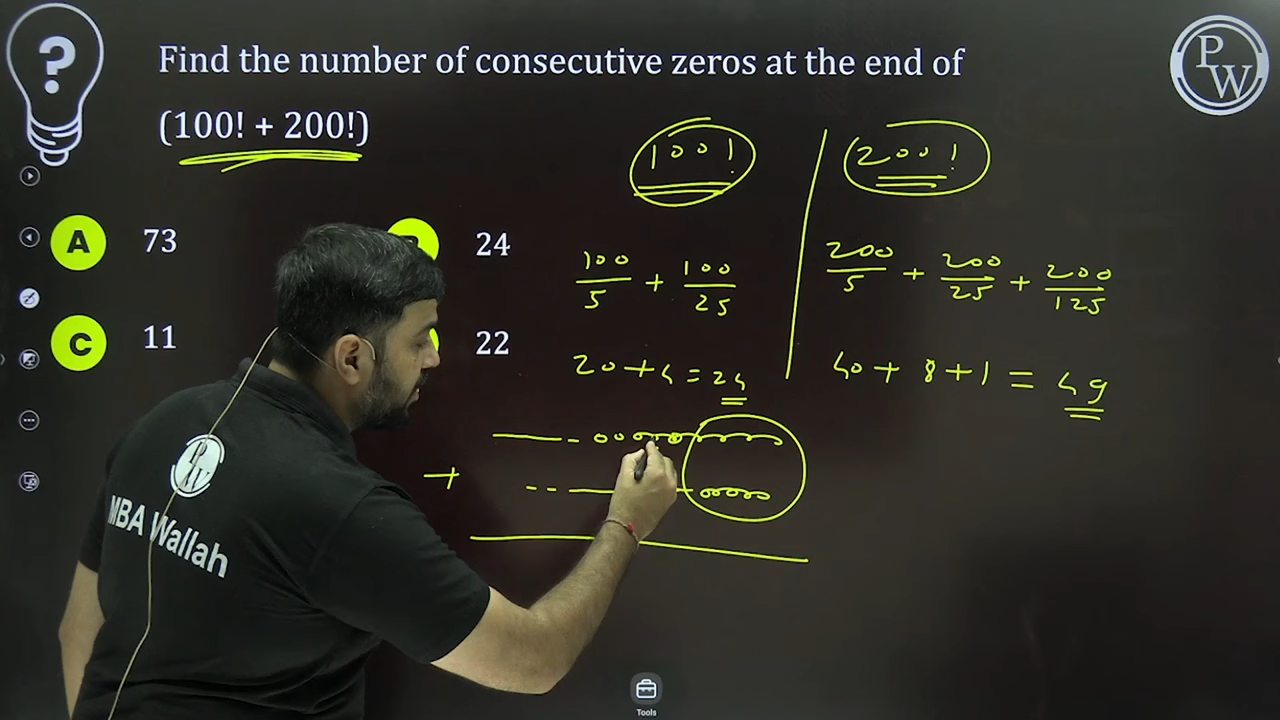 Find the number of consecutive zeros at the end of
(100! + 200!)
?
P
W
A 73
24
C 11
22
100!
200!
100/5 + 100/25
200/5 + 200/25 + 200/125
20 + 4 = 24
40 + 8 + 1 = 49
+
PW
MBA Wallah
Tools